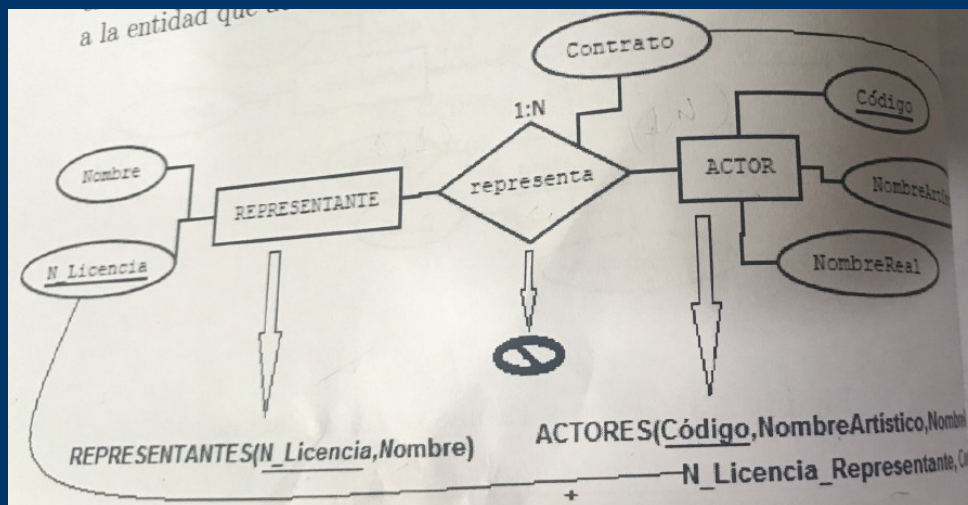 a la entidad que
Contrato
1:N
Código
Nombre
REPRESENTANTE
representa
ACTOR
N_Licencia
NombreReal
REPRESENTANTES(N_Licencia,Nombre)
ACTORES(Código,NombreArtístico,
N_Licencia_Representante,
+